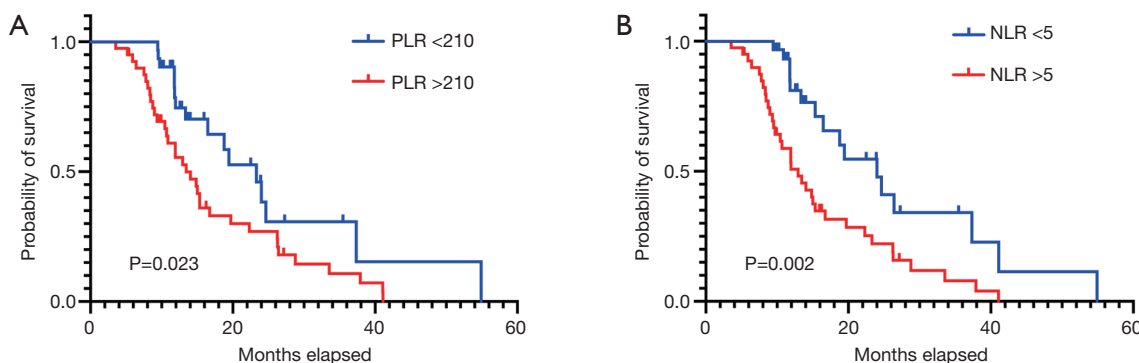 A
1.0
0.5
0.0
Probability of survival
PLR <210
PLR >210
P=0.023
0
20
40
60
Months elapsed
B
1.0
0.5
0.0
Probability of survival
NLR <5
NLR >5
P=0.002
0
20
40
60
Months elapsed